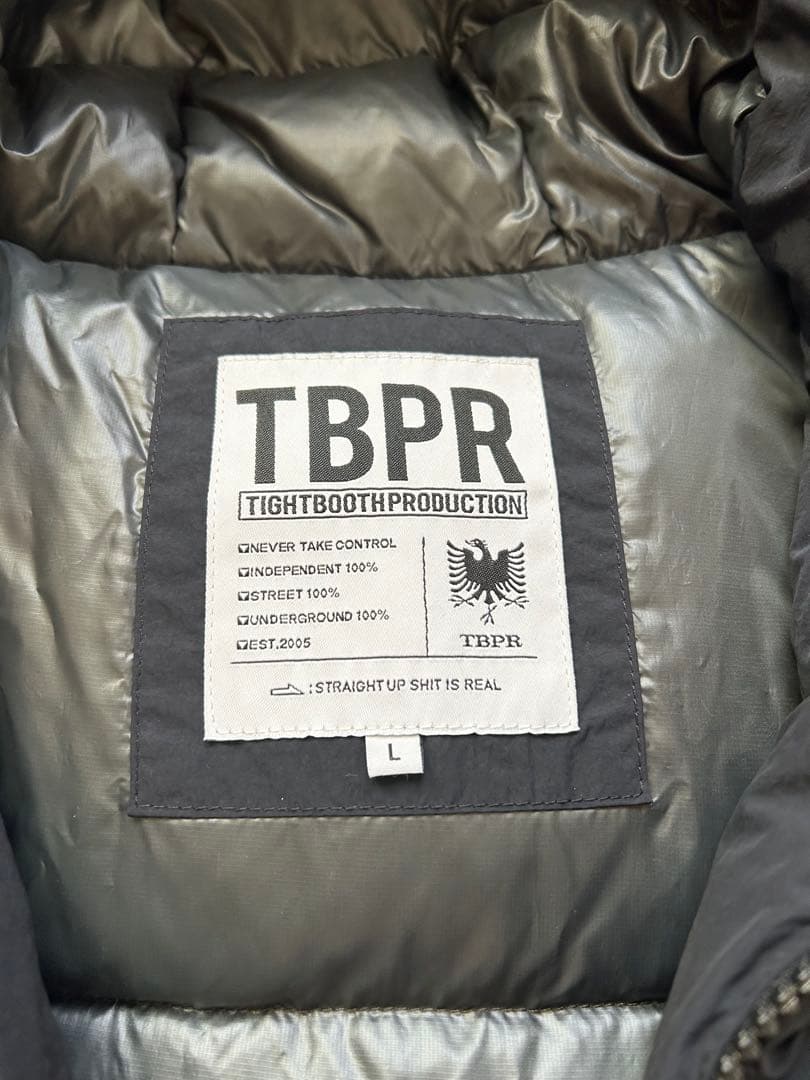 TBPR
TIGHTBOOTHPRODUCTION
NEVER TAKE CONTROL
INDEPENDENT 100%
STREET 100%
UNDERGROUND 100%
EST.2005
TBPR
:STRAIGHT UP SHIT IS REAL
L